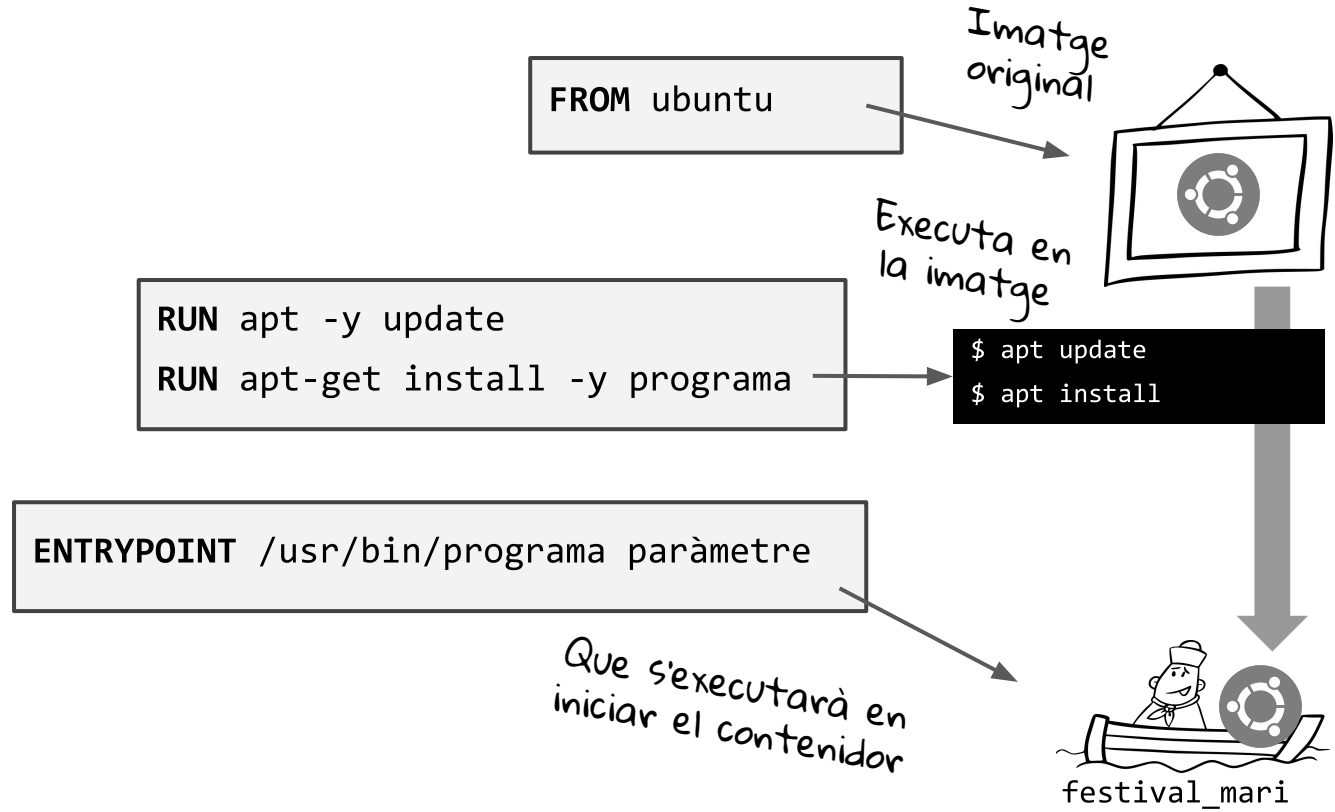 Imatge
original
FROM ubuntu
Executa en
la imatge
RUN apt -y update
RUN apt-get install -y programa
$ apt update
$ apt install
ENTRYPOINT /usr/bin/programa paràmetre
Que s'executarà en
iniciar el contenidor
festival_mari